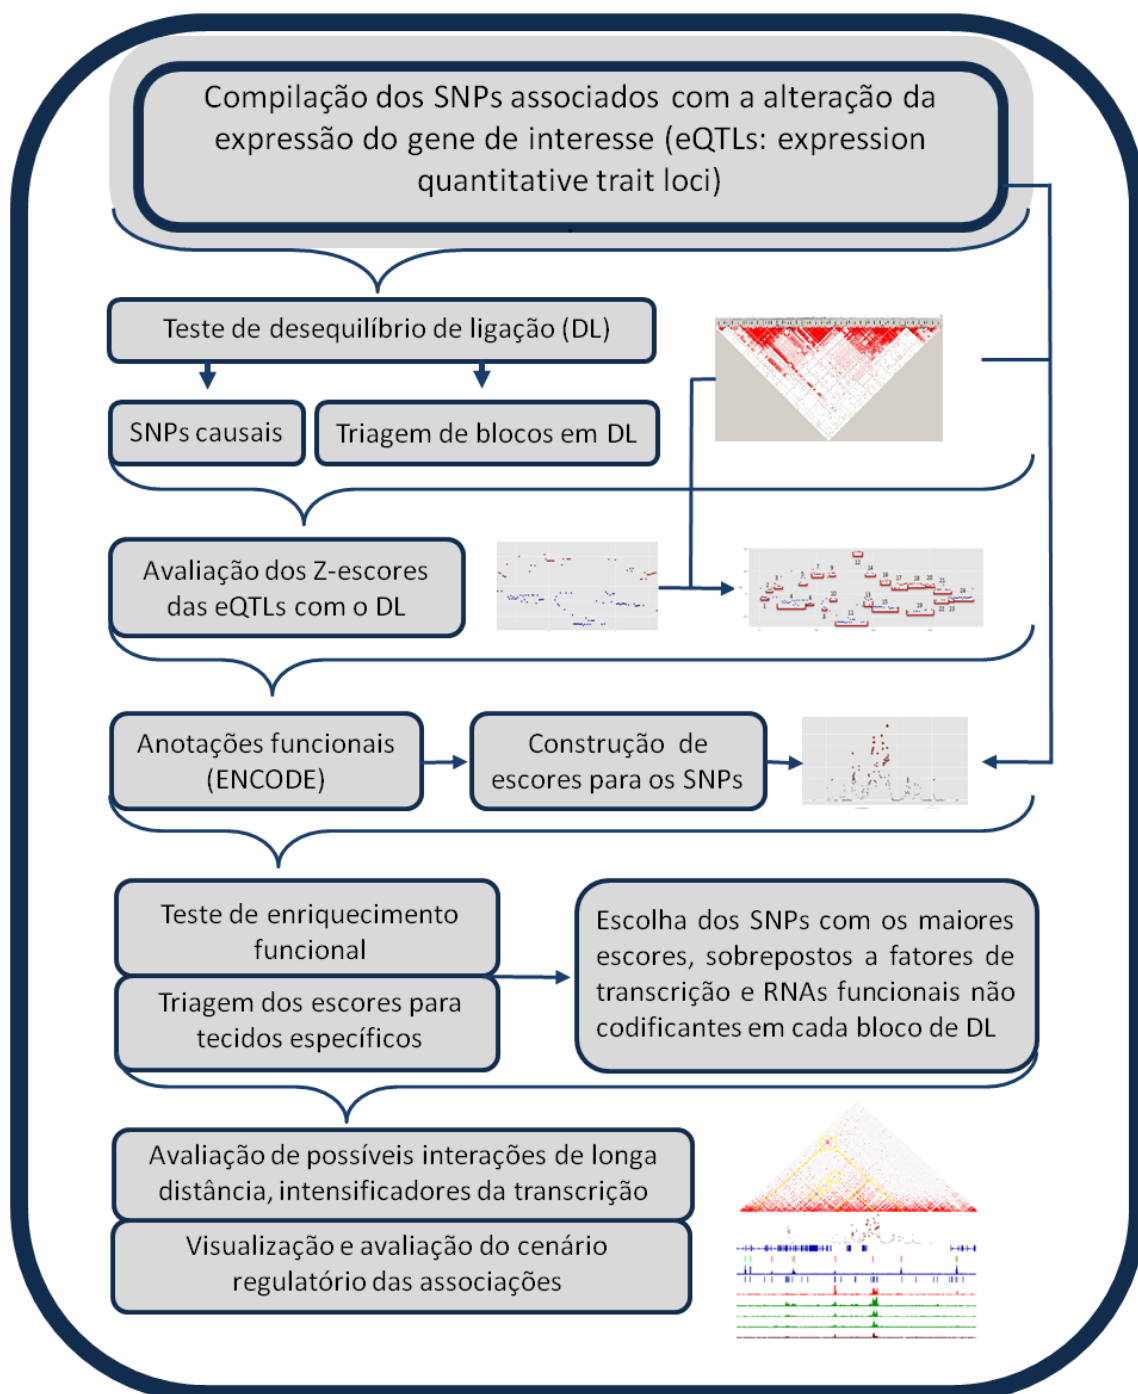 Compilação dos SNPs associados com a alteração da
expressão do gene de interesse (eQTLs: expression
quantitative trait loci)
Teste de desequilíbrio de ligação (DL)
SNPs causais
Triagem de blocos em DL
Avaliação dos Z-escores
das eQTLs com o DL
Anotações funcionais
(ENCODE)
Construção de
escores para os SNPs
Teste de enriquecimento
funcional
Triagem dos escores para
tecidos específicos
Escolha dos SNPs com os maiores
escores, sobrepostos a fatores de
transcrição e RNAs funcionais não
codificantes em cada bloco de DL
Avaliação de possíveis interações de longa
distância, intensificadores da transcrição
Visualização e avaliação do cenário
regulatório das associações